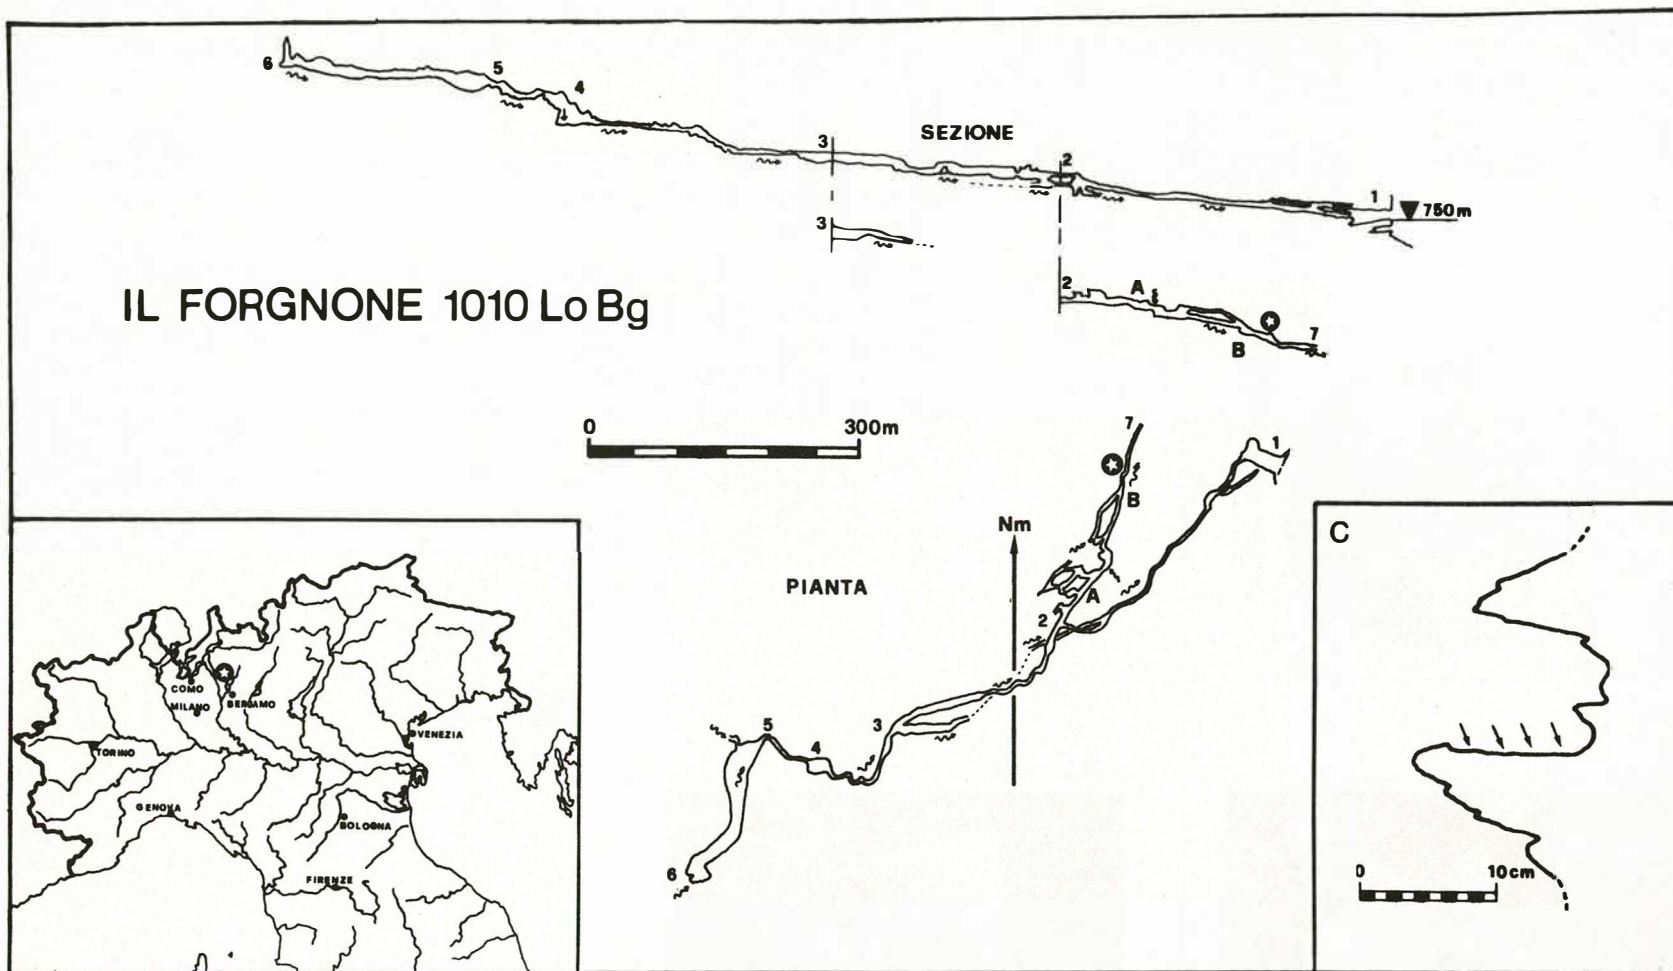 6
5
4
SEZIONE
3
2
1
750m
3
IL FORGNONE 1010 Lo Bg
2
A
B
7
0
300m
7
1
B
Nm
C
PIANTA
A
2
COMO
MILANO
BERGAMO
VENEZIA
TORINO
5
4
3
GENOVA
BOLOGNA
FIRENZE
6
0
10cm